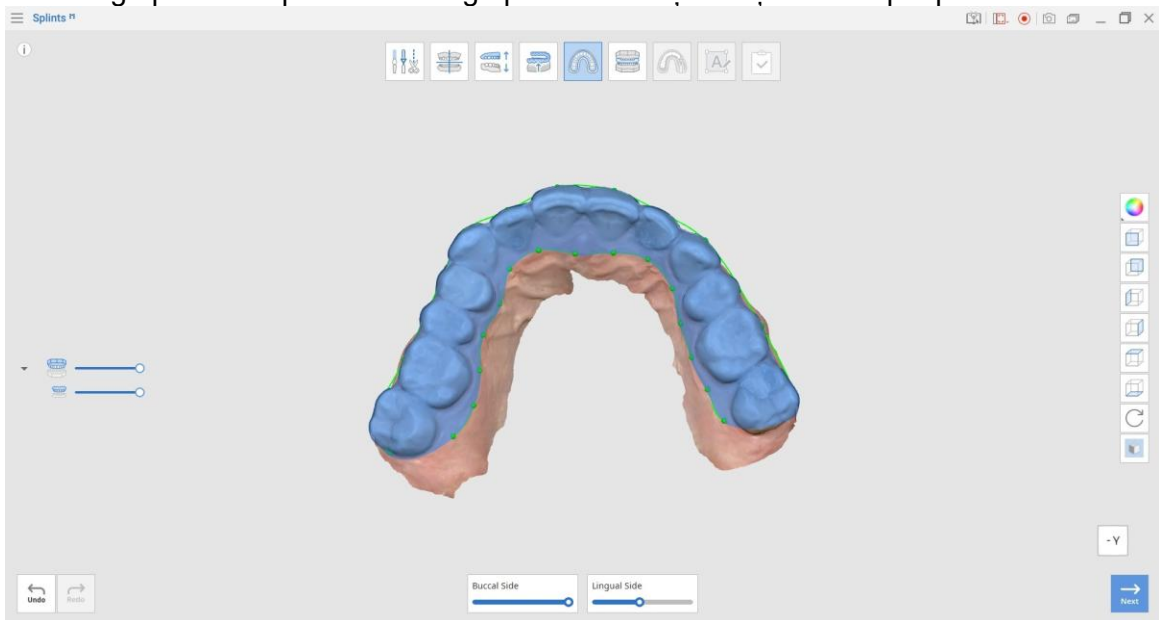 Splints
A
- Y
Undo
Redo
Buccal Side
Lingual Side
Next